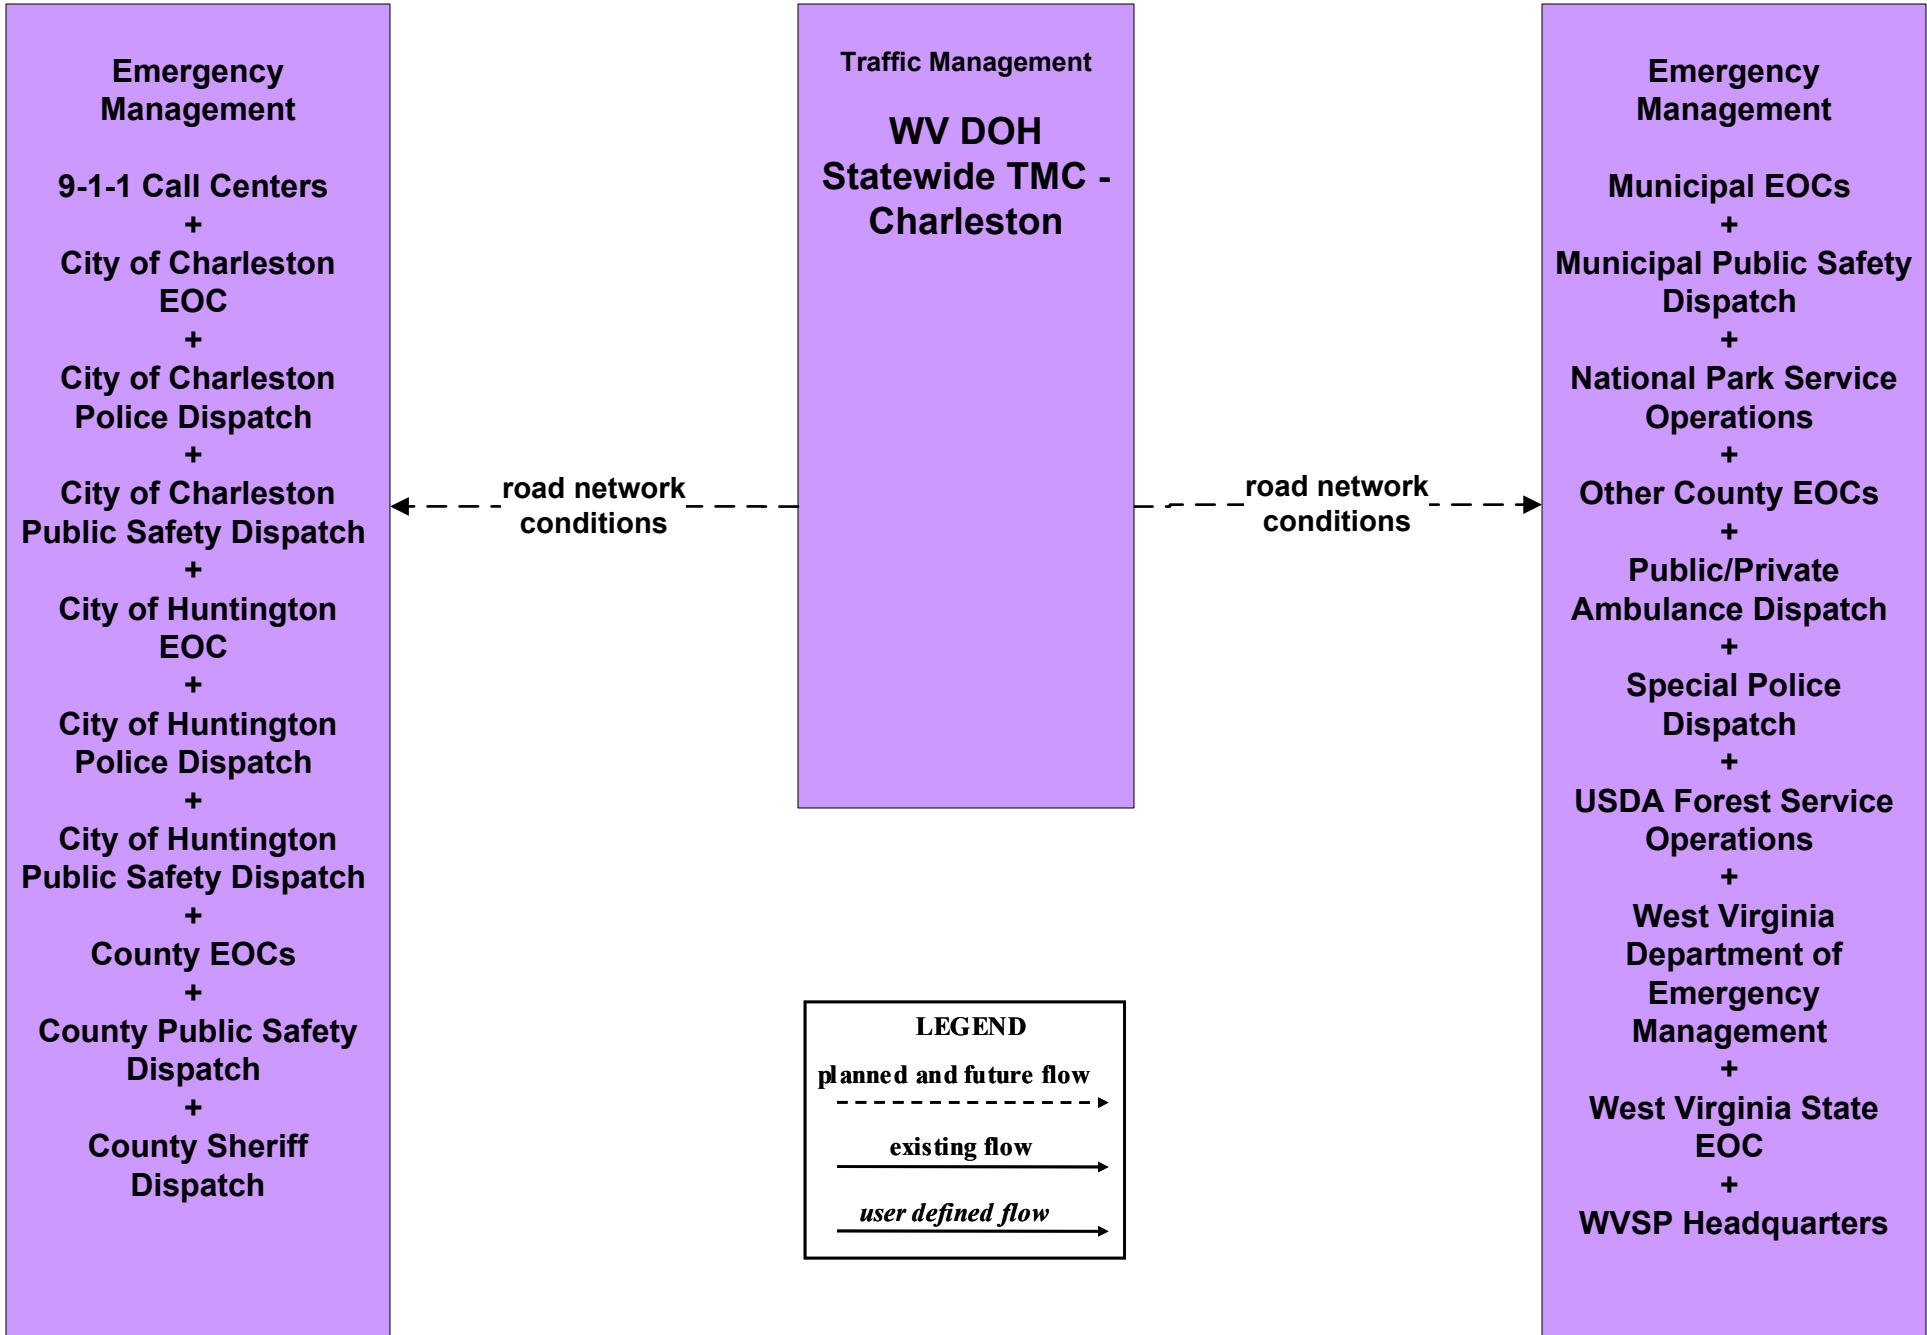 Emergency
Management
9-1-1 Call Centers
+
City of Charleston
EOC
+
City of Charleston
Police Dispatch
+
City of Charleston
Public Safety Dispatch
+
City of Huntington
EOC
+
City of Huntington
Police Dispatch
+
City of Huntington
Public Safety Dispatch
+
County EOCs
+
County Public Safety
Dispatch
+
County Sheriff
Dispatch
road network
conditions
Traffic Management
WV DOH
Statewide TMC -
Charleston
road network
conditions
Emergency
Management
Municipal EOCs
+
Municipal Public Safety
Dispatch
+
National Park Service
Operations
+
Other County EOCs
+
Public/Private
Ambulance Dispatch
+
Special Police
Dispatch
+
USDA Forest Service
Operations
+
West Virginia
Department of
Emergency
Management
+
West Virginia State
EOC
+
WVSP Headquarters
LEGEND
planned and future flow
existing flow
user defined flow